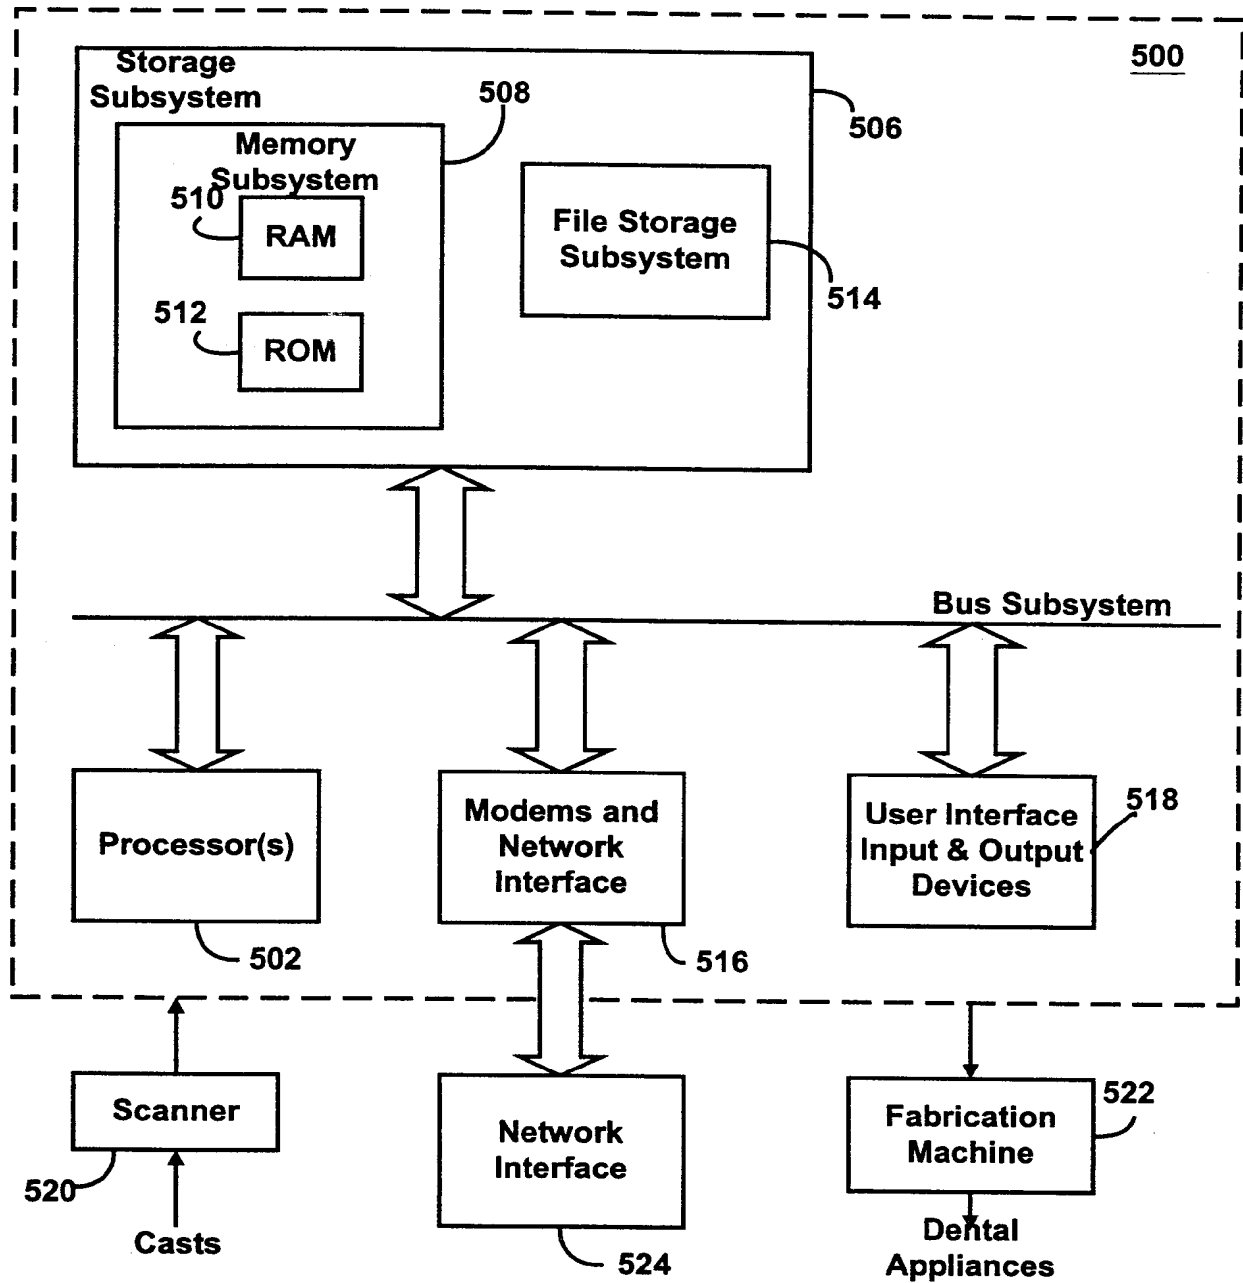 500
Storage
Subsystem
508
506
Memory
Subsystem
510
RAM
File Storage
Subsystem
514
512
ROM
Bus Subsystem
Processor(s)
502
Modems and
Network
Interface
516
User Interface
Input & Output
Devices
518
Scanner
520
Casts
Network
Interface
524
Fabrication
Machine
522
Dental
Appliances